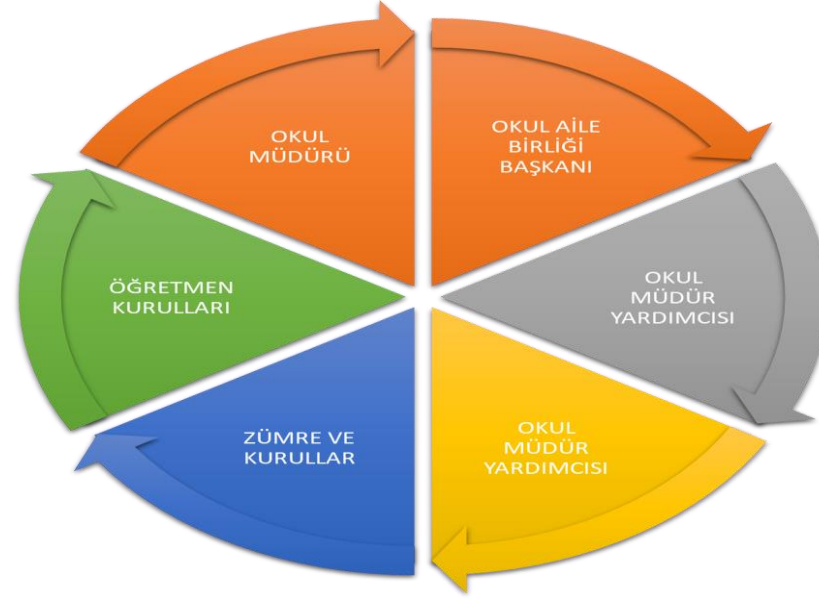 OKUL
MÜDÜRÜ
OKUL AİLE
BİRLİĞİ
BAŞKANI
OKUL
MÜDÜR
YARDIMCISI
OKUL
MÜDÜR
YARDIMCISI
ZÜMRE VE
KURULLAR
ÖĞRETMEN
KURULLARI